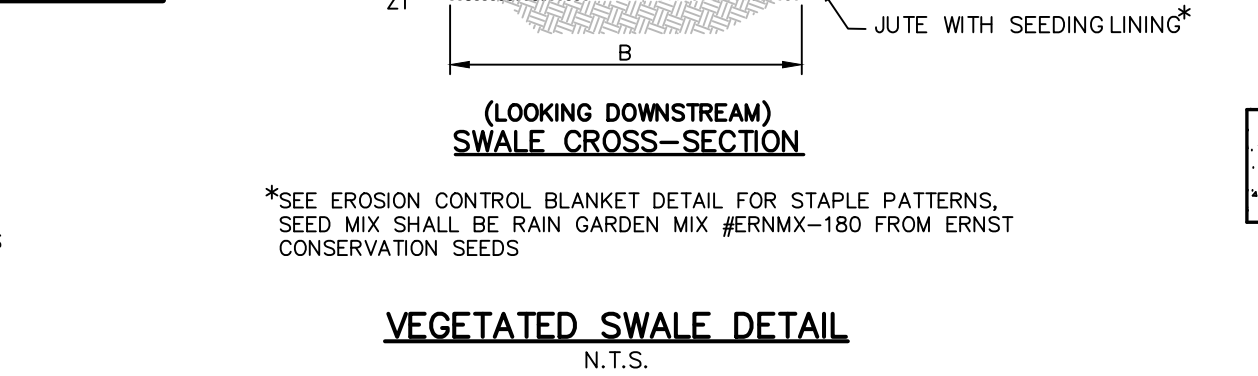 Z1
JUTE WITH SEEDING LINING*
B
(LOOKING DOWNSTREAM)
SWALE CROSS-SECTION
*SEE EROSION CONTROL BLANKET DETAIL FOR STAPLE PATTERNS,
SEED MIX SHALL BE RAIN GARDEN MIX #ERNMX-180 FROM ERNST
CONSERVATION SEEDS
VEGETATED SWALE DETAIL
N.T.S.